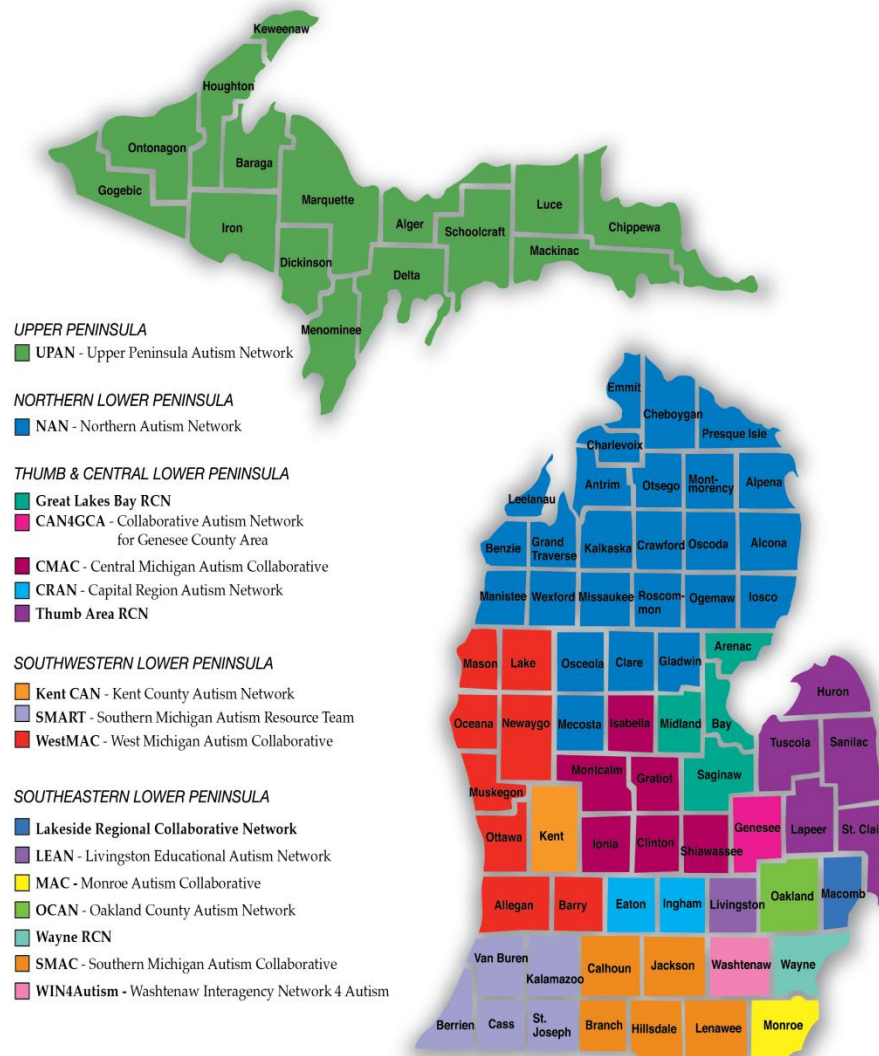 Keweenaw
Houghton
Ontonagon
Baraga
Gogebic
Marquette
Iron
Alger
Luce
Schoolcraft
Chippewa
Mackinac
Dickinson
Delta
Menominee
UPPER PENINSULA
UPAN - Upper Peninsula Autism Network
NORTHERN LOWER PENINSULA
NAN - Northern Autism Network
THUMB & CENTRAL LOWER PENINSULA
Great Lakes Bay RCN
CAN4GCA - Collaborative Autism Network
for Genesee County Area
CMAC - Central Michigan Autism Collaborative
CRAN - Capital Region Autism Network
Thumb Area RCN
SOUTHWESTERN LOWER PENINSULA
Kent CAN - Kent County Autism Network
SMART - Southern Michigan Autism Resource Team
WestMAC - West Michigan Autism Collaborative
SOUTHEASTERN LOWER PENINSULA
Lakeside Regional Collaborative Network
LEAN - Livingston Educational Autism Network
MAC - Monroe Autism Collaborative
OCAN - Oakland County Autism Network
Wayne RCN
SMAC - Southern Michigan Autism Collaborative
WIN4Autism - Washtenaw Interagency Network 4 Autism
Emmit
Cheboygan
Presque Isle
Charlevoix
Antrim
Otsego
Mont-
morency
Alpena
Leelanau
Benzie
Grand
Traverse
Kalkaska
Crawford
Oscoda
Alcona
Manistee
Wexford
Missaukee
Roscom-
mon
Ogemaw
Iosco
Arenac
Mason
Lake
Osceola
Clare
Gladwin
Huron
Oceana
Newaygo
Mecosta
Isabella
Midland
Bay
Tuscola
Sanilac
Montcalm
Gratiot
Saginaw
Muskegon
Ottawa
Kent
Ionia
Clinton
Shiawassee
Genesee
Lapeer
St. Clai
Allegan
Barry
Eaton
Ingham
Livingston
Oakland
Macomb
Van Buren
Kalamazoo
Calhoun
Jackson
Washtenaw
Wayne
Berrien
Cass
St.
Joseph
Branch
Hillsdale
Lenawee
Monroe